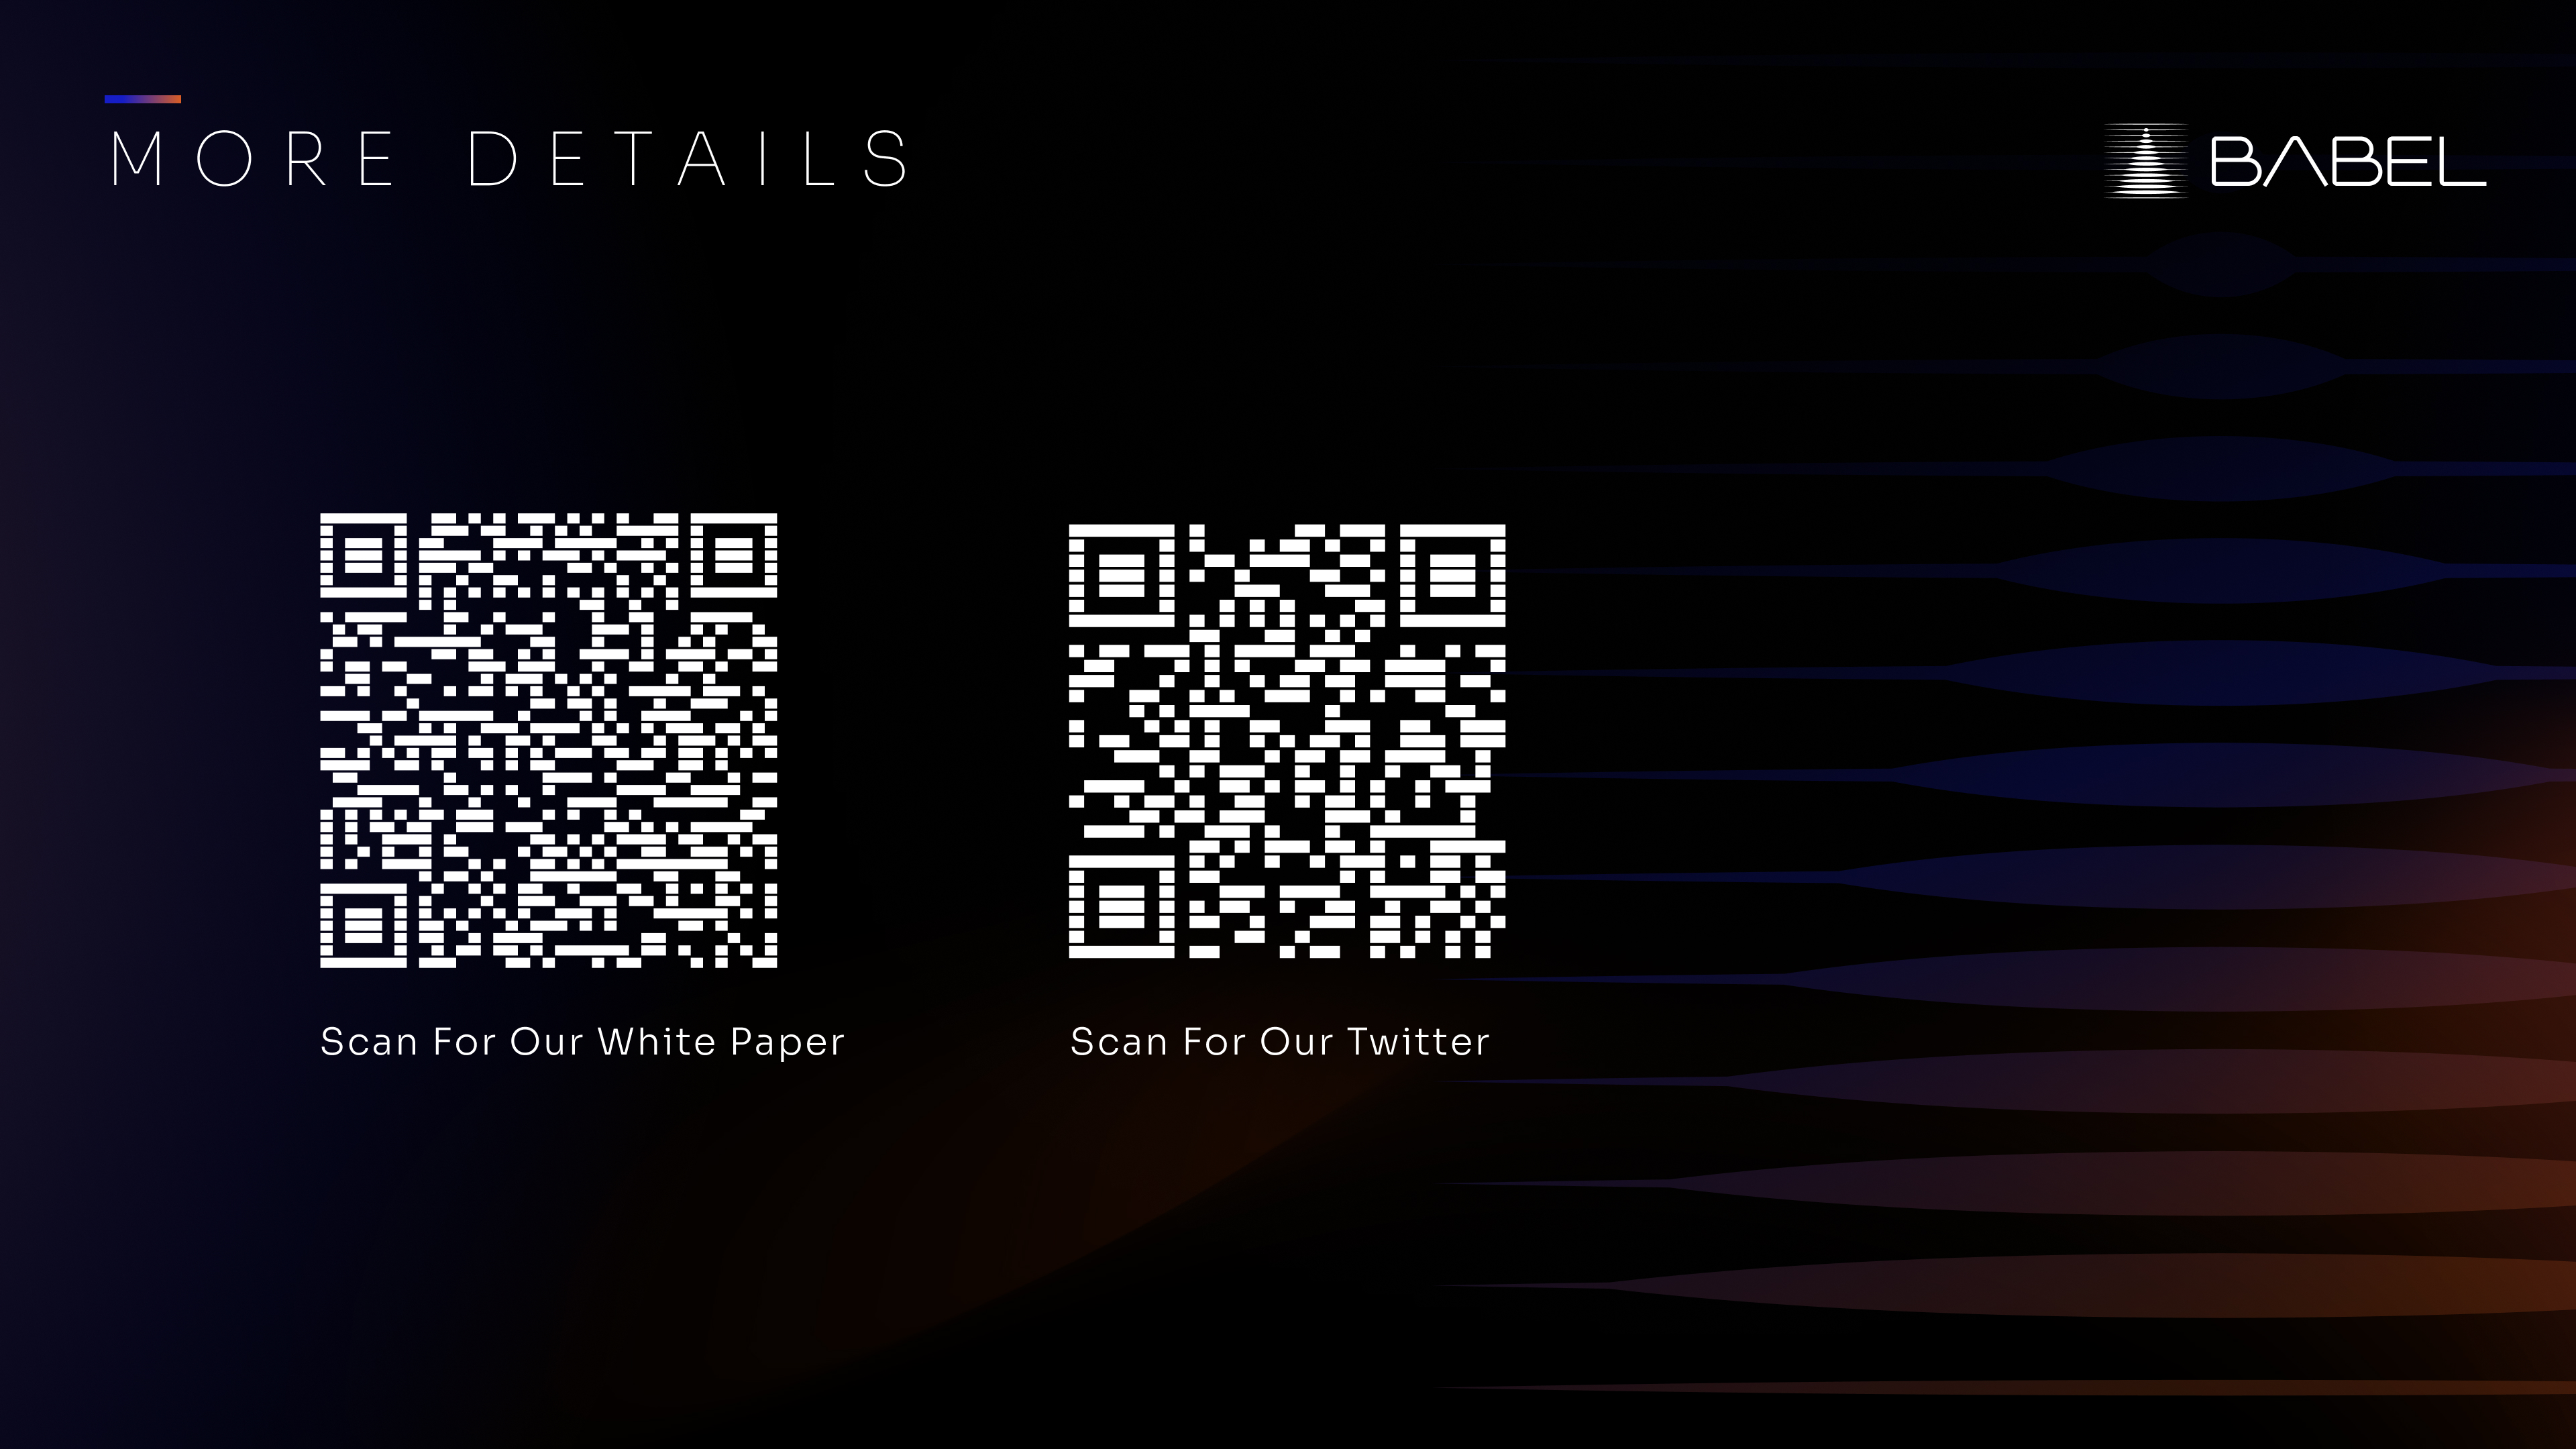 MORE DETAILS
BABEL
Scan For Our White Paper
Scan For Our Twitter